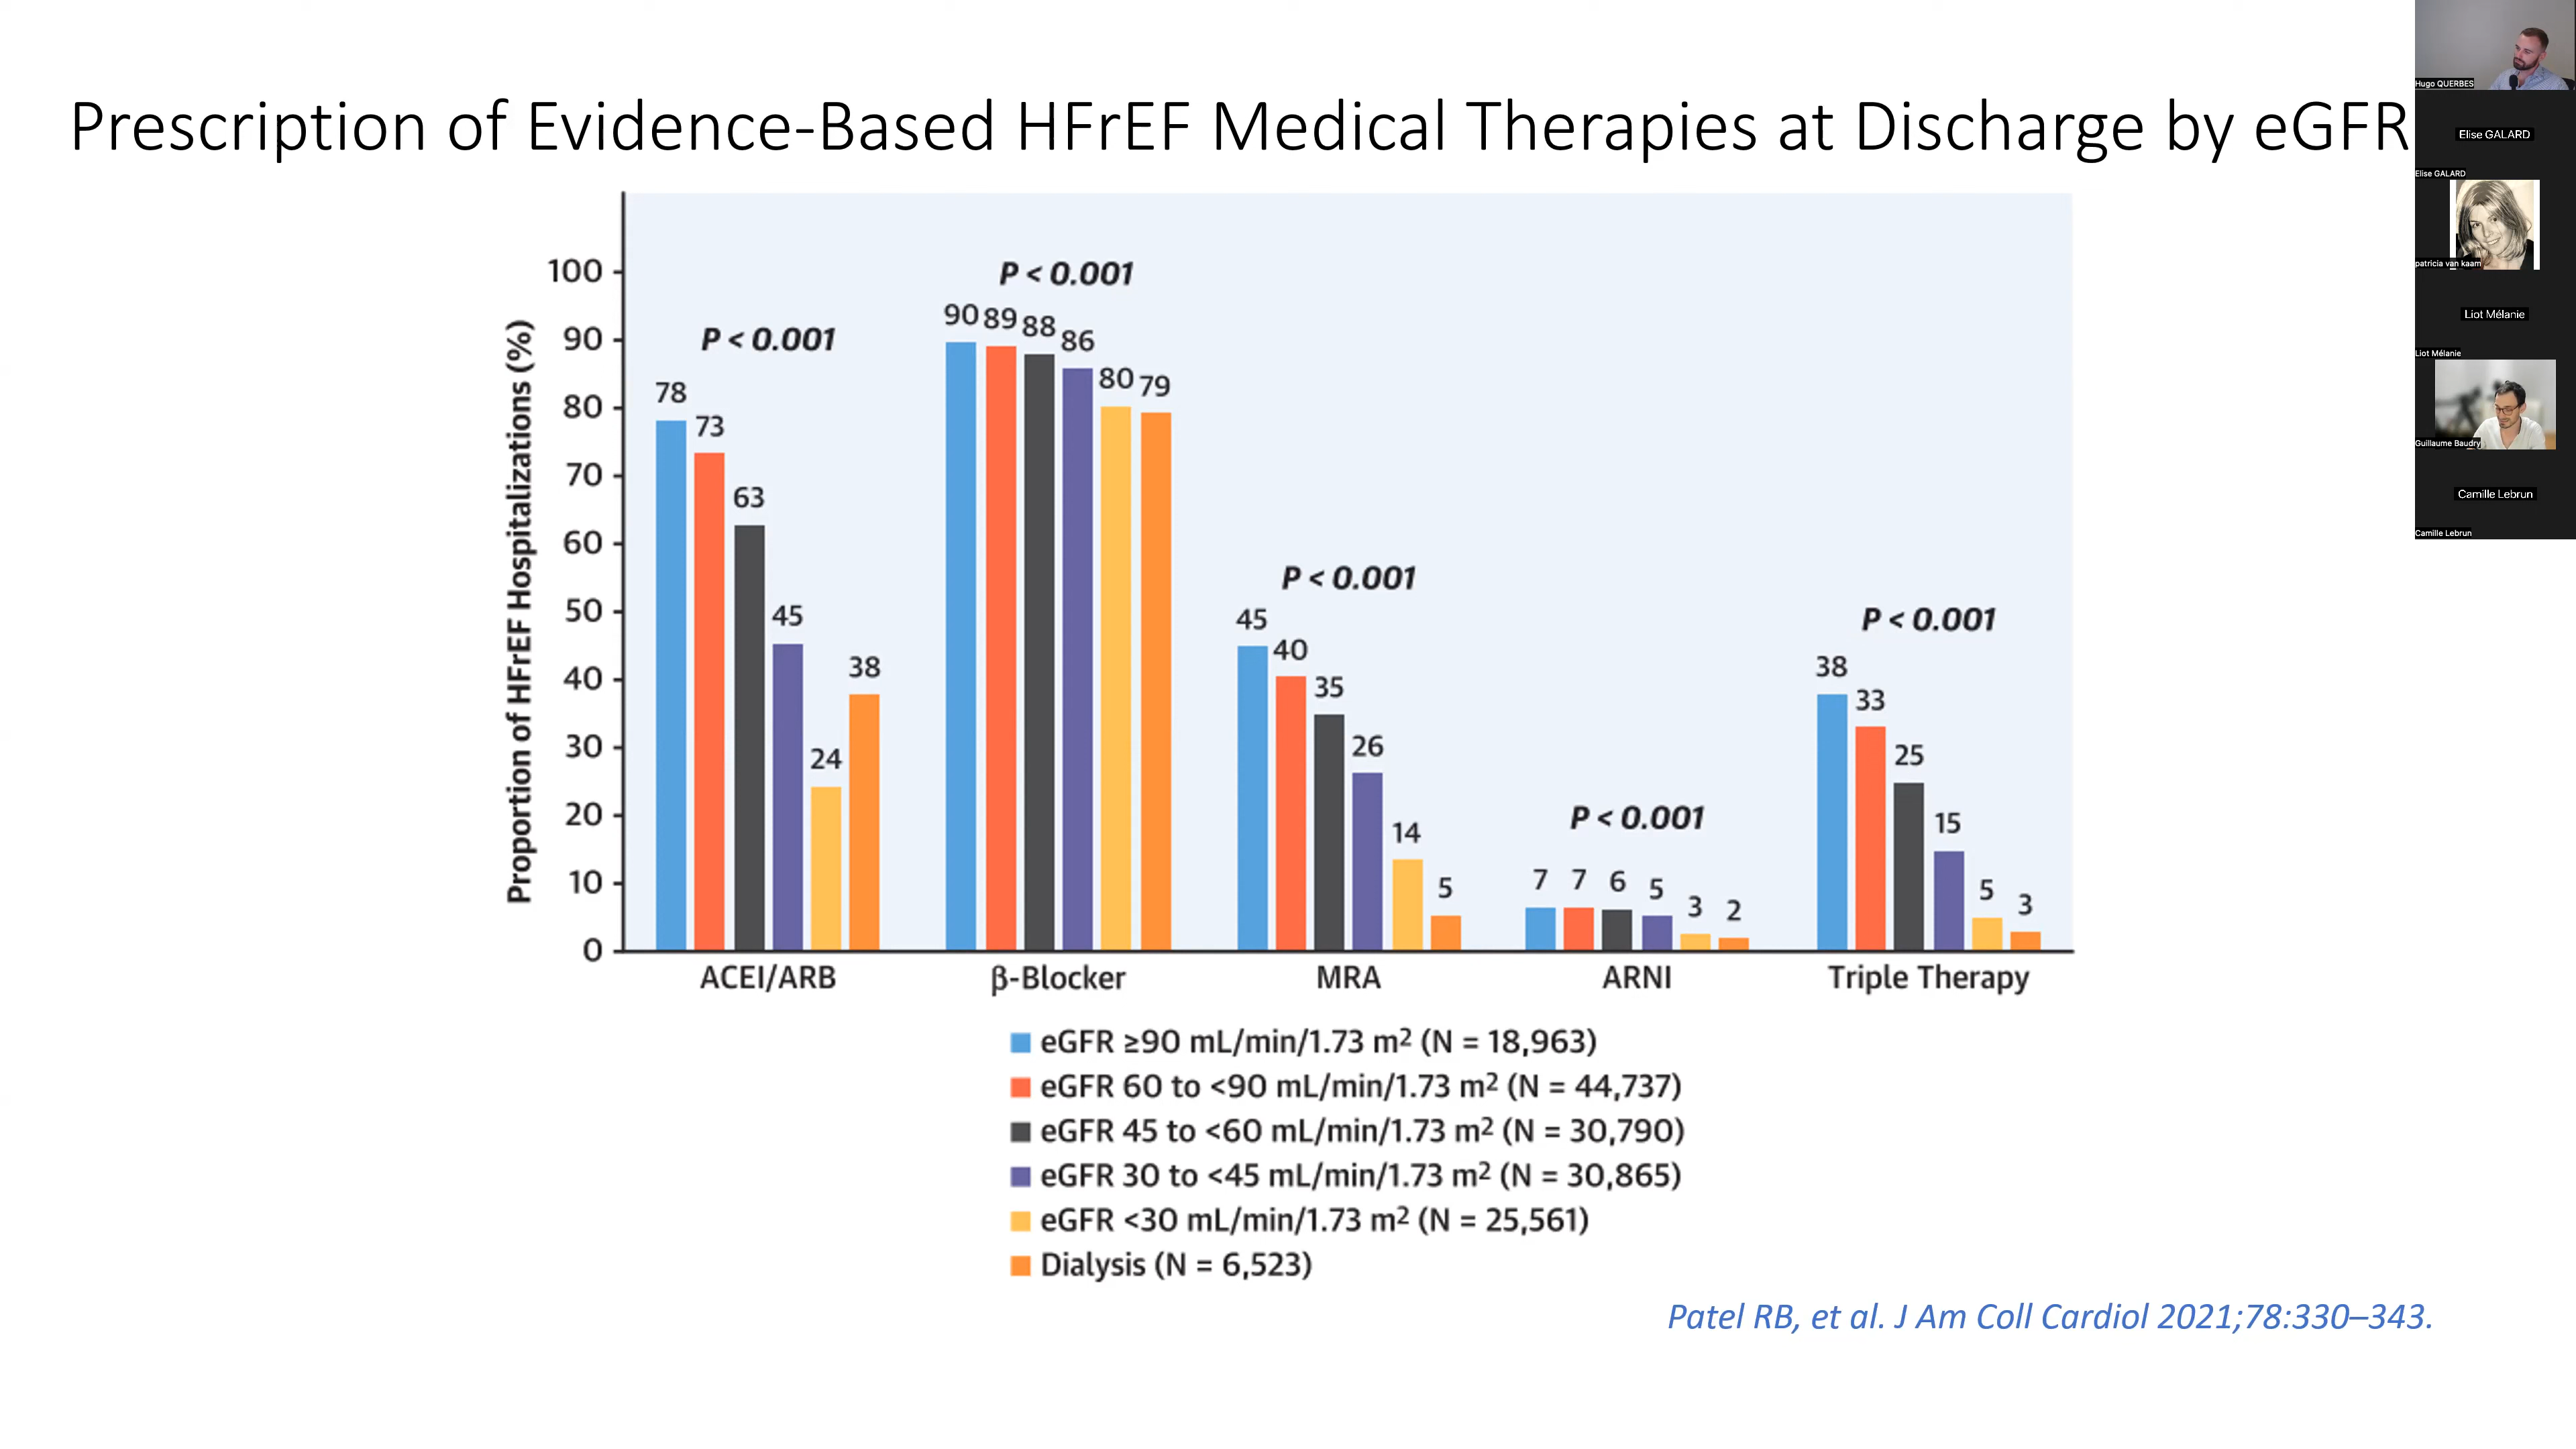 Prescription of Evidence-Based HFrEF Medical Therapies at Discharge by eGFR
Proportion of HFrEF Hospitalizations (%)
100
90
80
70
60
50
40
30
20
10
0
P < 0.001
78
73
63
45
24
38
P < 0.001
90
89
88
86
80
79
P < 0.001
45
40
35
26
14
5
P < 0.001
7
7
6
5
3
2
P < 0.001
38
33
25
15
5
3
ACEI/ARB
β-Blocker
MRA
ARNI
Triple Therapy
eGFR ≥90 mL/min/1.73 m² (N = 18,963)
eGFR 60 to <90 mL/min/1.73 m² (N = 44,737)
eGFR 45 to <60 mL/min/1.73 m² (N = 30,790)
eGFR 30 to <45 mL/min/1.73 m² (N = 30,865)
eGFR <30 mL/min/1.73 m² (N = 25,561)
Dialysis (N = 6,523)
Patel RB, et al. J Am Coll Cardiol 2021;78:330–343.
Hugo QUERBES
Elise GALARD
Elise GALARD
patricia van kaam
Liot Mélanie
Liot Mélanie
Guillaume Baudry
Camille Lebrun
Camille Lebrun